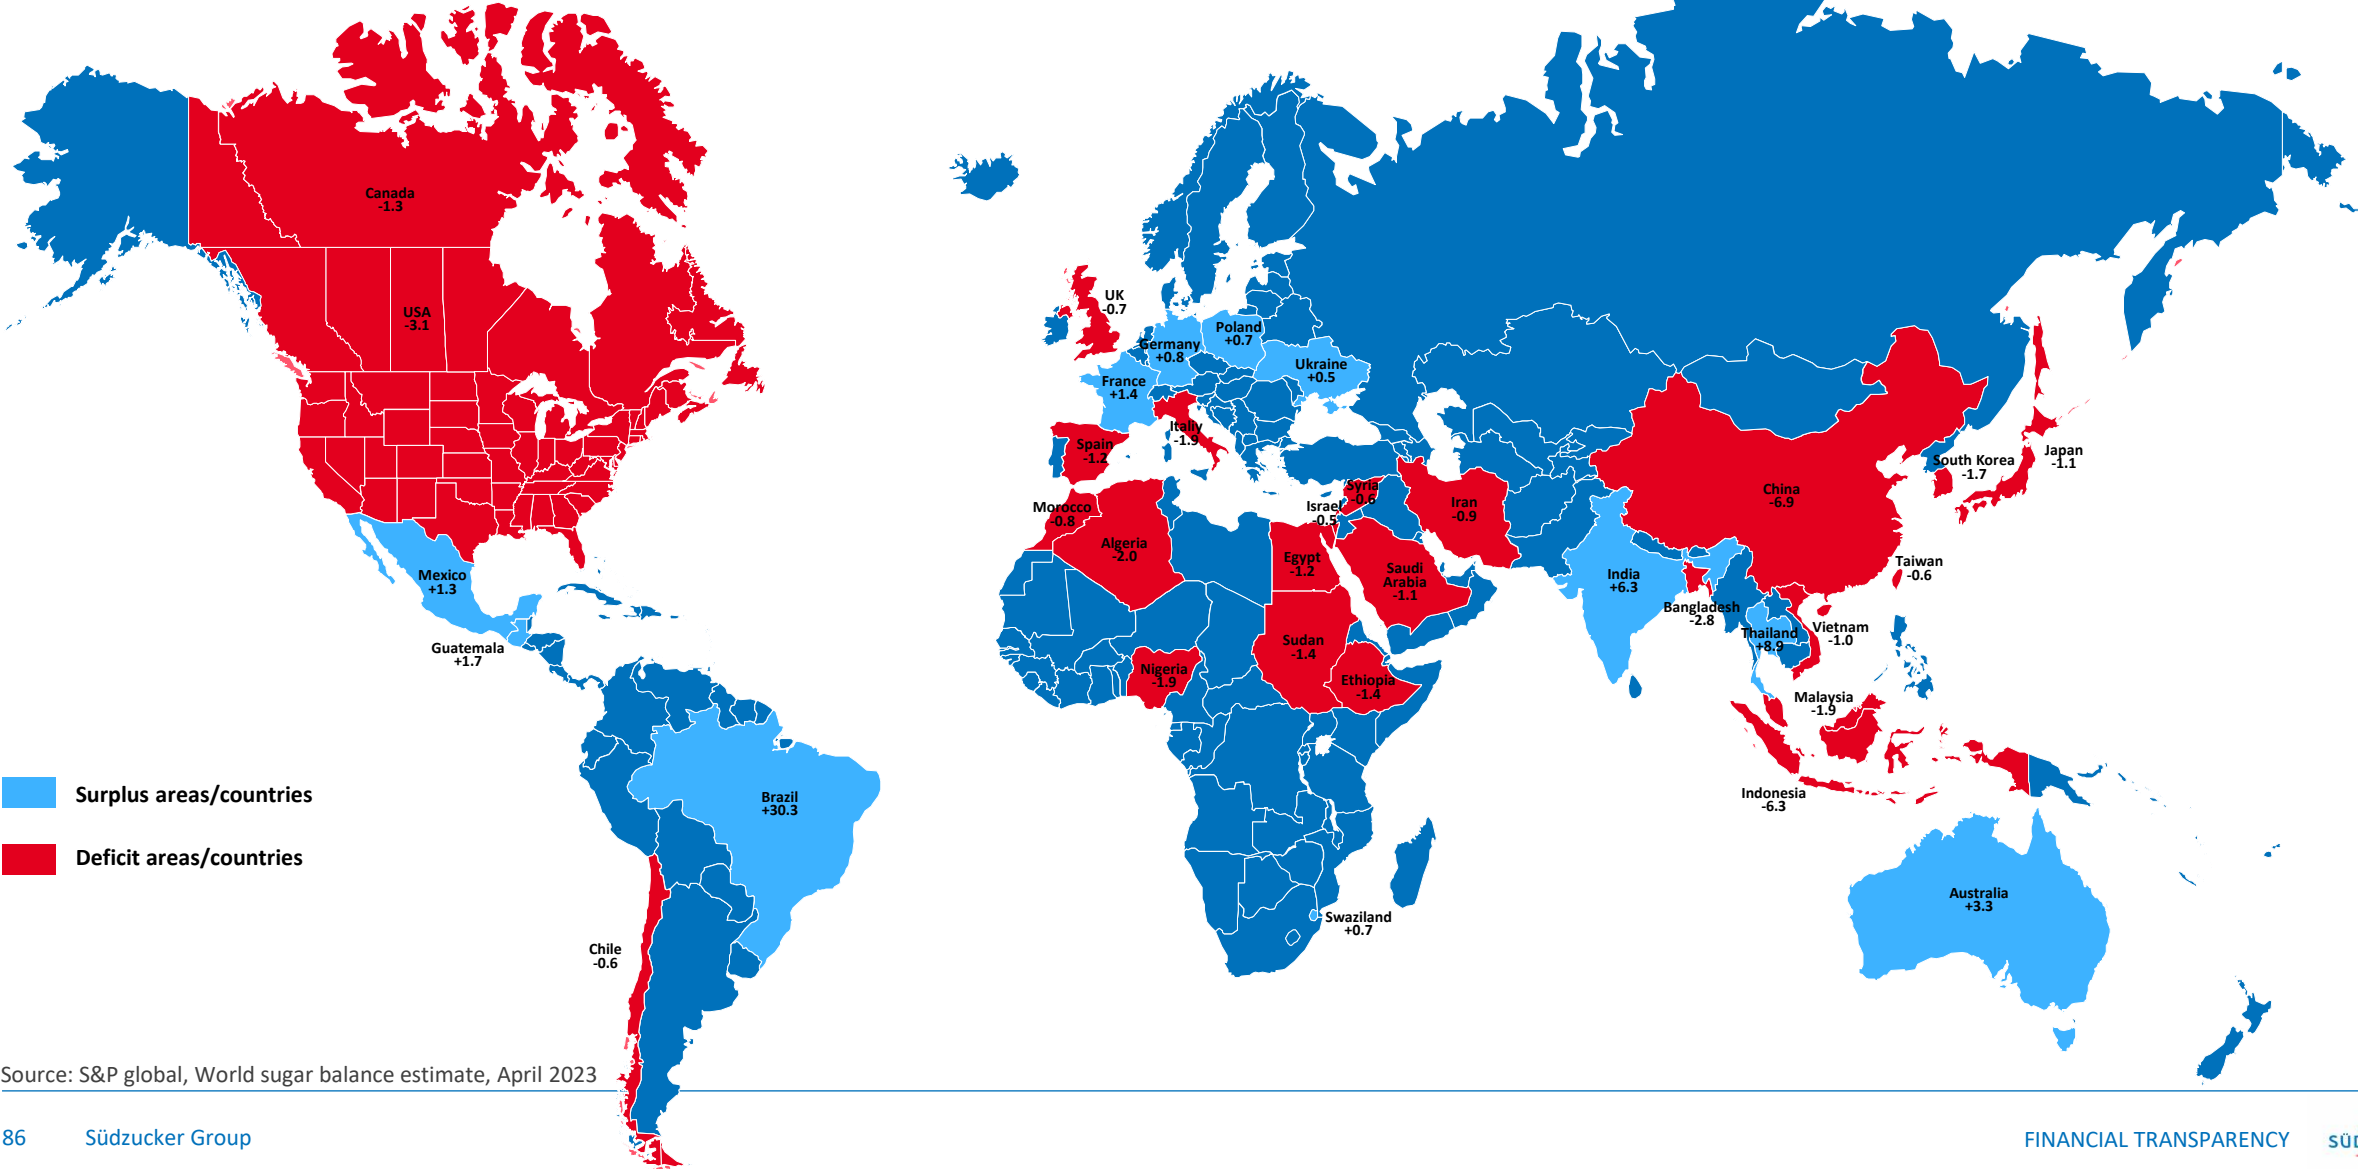 Canada
-1.3
USA
-3.1
Mexico
+1.3
Guatemala
+1.7
Brazil
+30.3
Chile
-0.6
UK
-0.7
Germany
+0.8
Poland
+0.7
Ukraine
+0.5
France
+1.4
Spain
-1.2
Italiy
-1.9
Morocco
-0.8
Algeria
-2.0
Syria
-0.6
Israel
-0.5
Egypt
-1.2
Saudi
Arabia
-1.1
Iran
-0.9
Sudan
-1.4
Nigeria
-1.9
Ethiopia
-1.4
Swaziland
+0.7
China
-6.9
South Korea
-1.7
Japan
-1.1
Taiwan
-0.6
India
+6.3
Bangladesh
-2.8
Thailand
+8.9
Vietnam
-1.0
Malaysia
-1.9
Indonesia
-6.3
Australia
+3.3
Surplus areas/countries
Deficit areas/countries
Source: S&P global, World sugar balance estimate, April 2023
86 Südzucker Group
FINANCIAL TRANSPARENCY